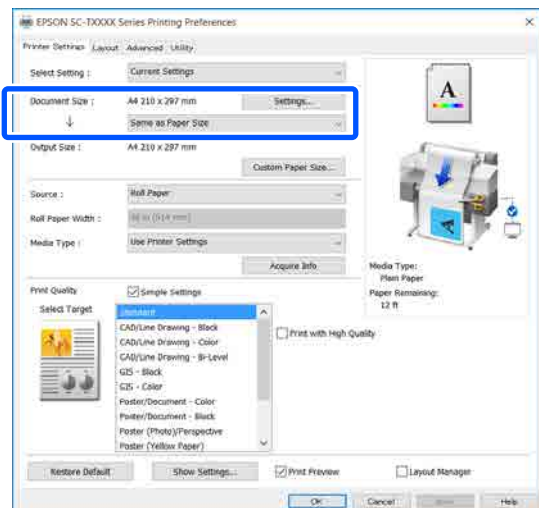 EPSON SC-TXXXX Series Printing Preferences
Printer Settings Layout Advanced Utility
Select Setting : Current Settings
Document Size : A4 210 x 297 mm Settings...
↓ Same as Paper Size
Output Size : A4 210 x 297 mm
Custom Paper Size...
Source : Roll Paper
Roll Paper Width :
Media Type : Use Printer Settings
Acquire Info
A
Media Type:
Plain Paper
Paper Remaining:
12 ft
Print Quality Simple Settings
Select Target Standard
CAD/Line Drawing - Black
CAD/Line Drawing - Color
CAD/Line Drawing - Bi-Level
GIS - Black
GIS - Color
Poster/Document - Color
Poster/Document - Black
Poster (Photo)/Perspective
Poster (Yellow Paper)
Print with High Quality
Restore Default Show Settings... Print Preview Layout Manager
OK Cancel Help